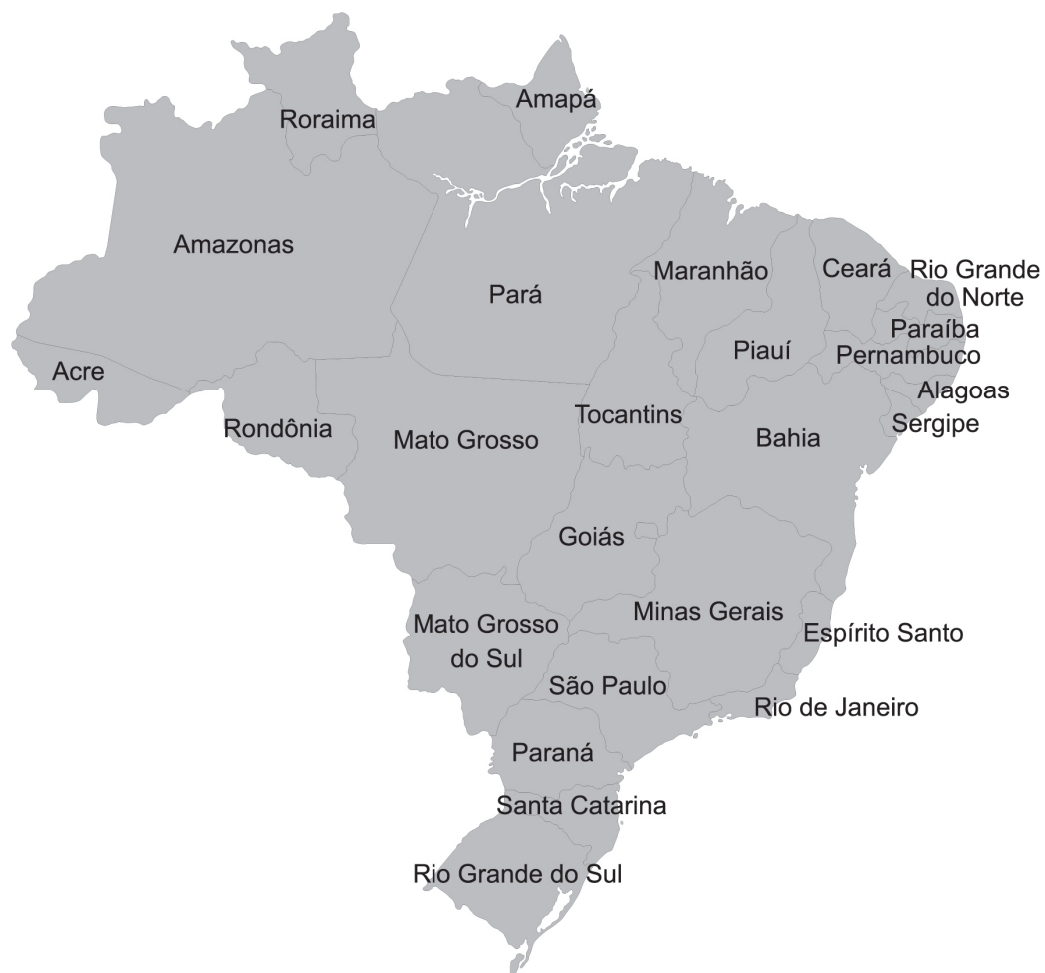 Amapá
Roraima
Amazonas
Maranhão
Ceará
Rio Grande
do Norte
Pará
Paraíba
Piauí
Pernambuco
Acre
Alagoas
Tocantins
Sergipe
Rondônia
Mato Grosso
Bahia
Goiás
Minas Gerais
Mato Grosso
do Sul
Espírito Santo
São Paulo
Rio de Janeiro
Paraná
Santa Catarina
Rio Grande do Sul